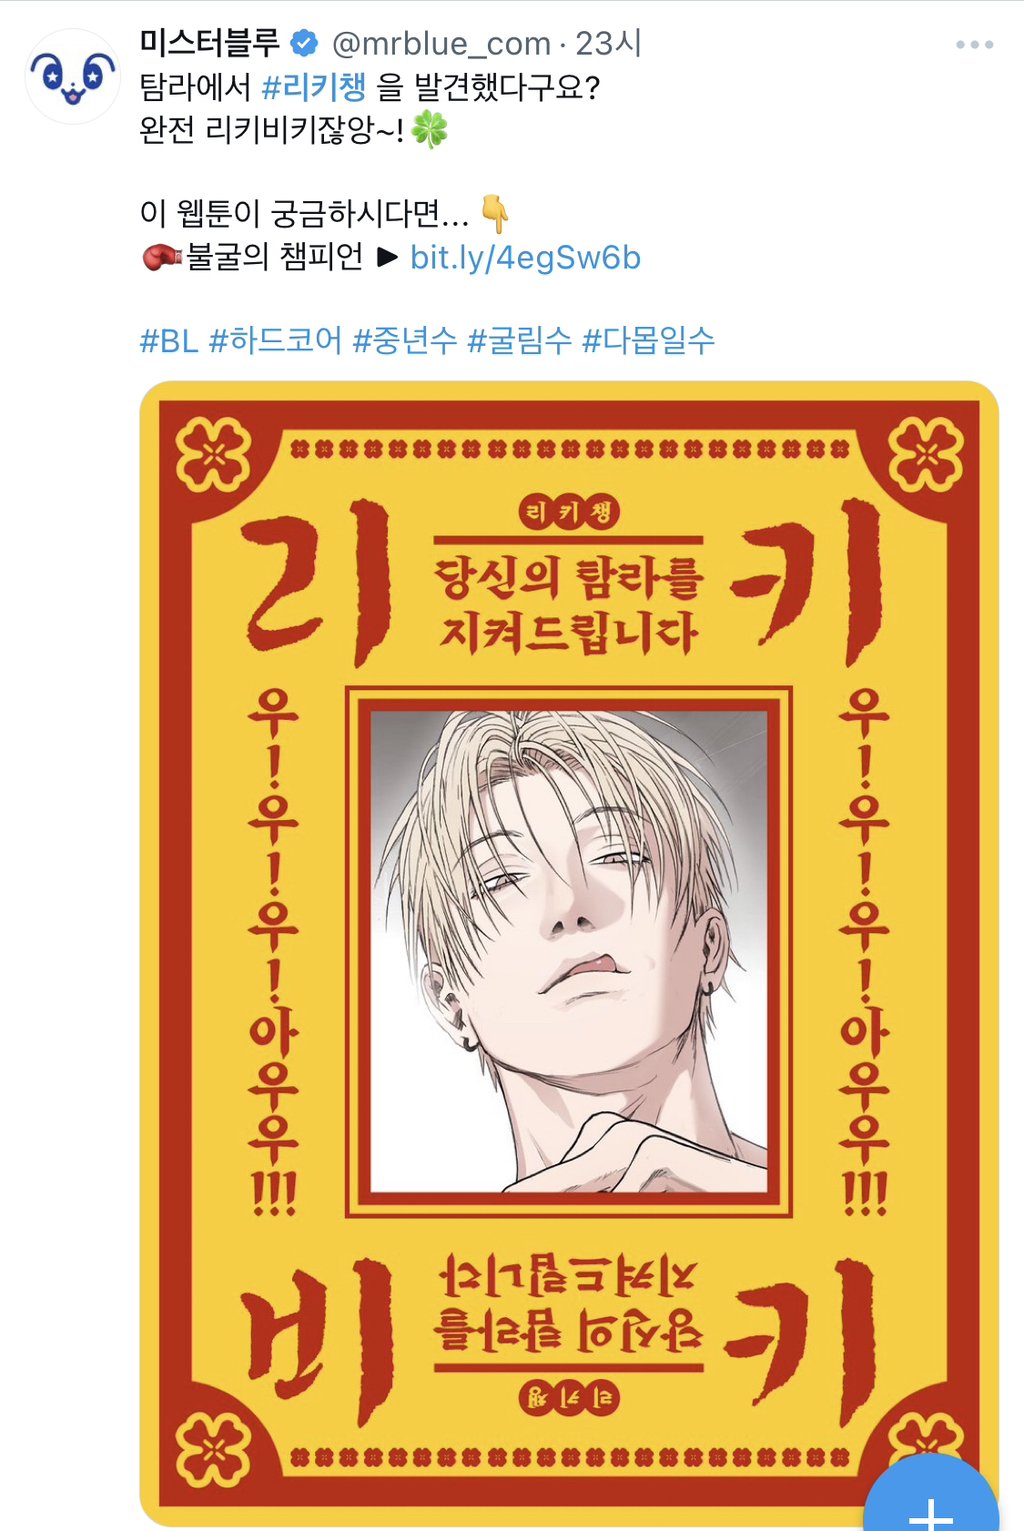 미스터블루 @mrblue_com · 23시
탐라에서 #리키챙 을 발견했다구요?
완전 리키비키잖앙~!🍀
이 웹툰이 궁금하시다면... 👇
🥊불굴의 챔피언 ▶ bit.ly/4egSw6b
#BL #하드코어 #중년수 #굴림수 #다몹일수
리키챙
당신의 탐라를
지켜드립니다
리 키
우!우!우!아우우!!!
우!우!우!아우우!!!
비 키
당신의 탐라를
지켜드립니다
리키챙